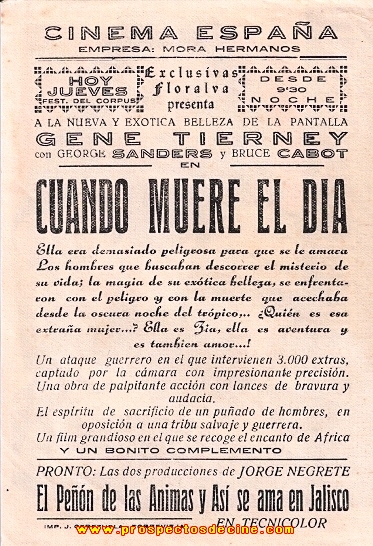 CINEMA ESPAÑA
EMPRESA: MORA HERMANOS
HOY
JUEVES
FEST. DEL CORPUS
Exclusivas
Floralva
presenta
DESDE
9'30
NOCHE
A LA NUEVA Y EXOTICA BELLEZA DE LA PANTALLA
GENE TIERNEY
con GEORGE SANDERS y BRUCE CABOT
EN
CUANDO MUERE EL DIA
Ella era demasiado peligrosa para que se le amara
Los hombres que buscaban descorrer el misterio de
su vida; la magia de su exótica belleza, se enfrenta-
ron con el peligro y con la muerte que acechaba
desde la oscura noche del trópico,.. ¿Quién es esa
extraña mujer...? Ella es Zia, ella es aventura y
es tambien amor...!
Un ataque guerrero en el que intervienen 3.000 extras,
captado por la cámara con impresionante precisión.
Una obra de palpitante acción con lances de bravura y
audacia.
El espíritu de sacrificio de un puñado de hombres, en
oposición a una tribu salvaje y guerrera.
Un film grandioso en el que se recoge el encanto de Africa
Y UN BONITO COMPLEMENTO
PRONTO: Las dos producciones de JORGE NEGRETE
El Peñón de las Animas y Así se ama en Jalisco
IMP. J. EN TECNICOLOR
www.prospectosdecine.com